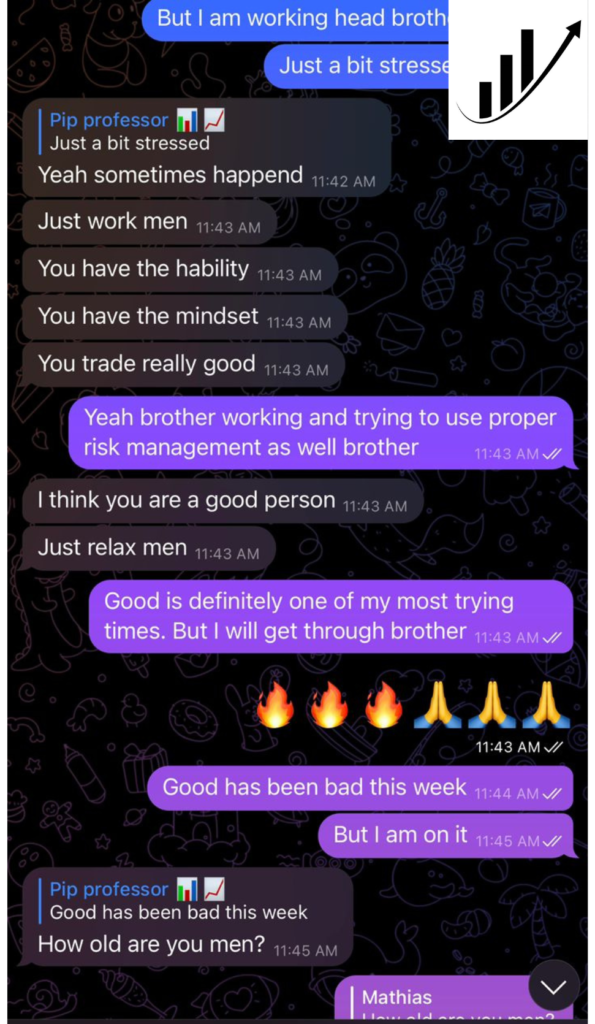 But I am working head
Just a bit
Pip professor 📊📈
Just a bit stressed
Yeah sometimes happend 11:42 AM
Just work men 11:43 AM
You have the hability 11:43 AM
You have the mindset 11:43 AM
You trade really good 11:43 AM
Yeah brother working and trying to use proper
risk management as well brother 11:43 AM
I think you are a good person 11:43 AM
Just relax men 11:43 AM
Good is definitely one of my most trying
times. But I will get through brother 11:43 AM
🔥🔥🔥🙏🙏🙏
11:43 AM
Good has been bad this week 11:44 AM
But I am on it 11:45 AM
Pip professor 📊📈
Good has been bad this week
How old are you men? 11:45 AM
Mathias
How old are you men?